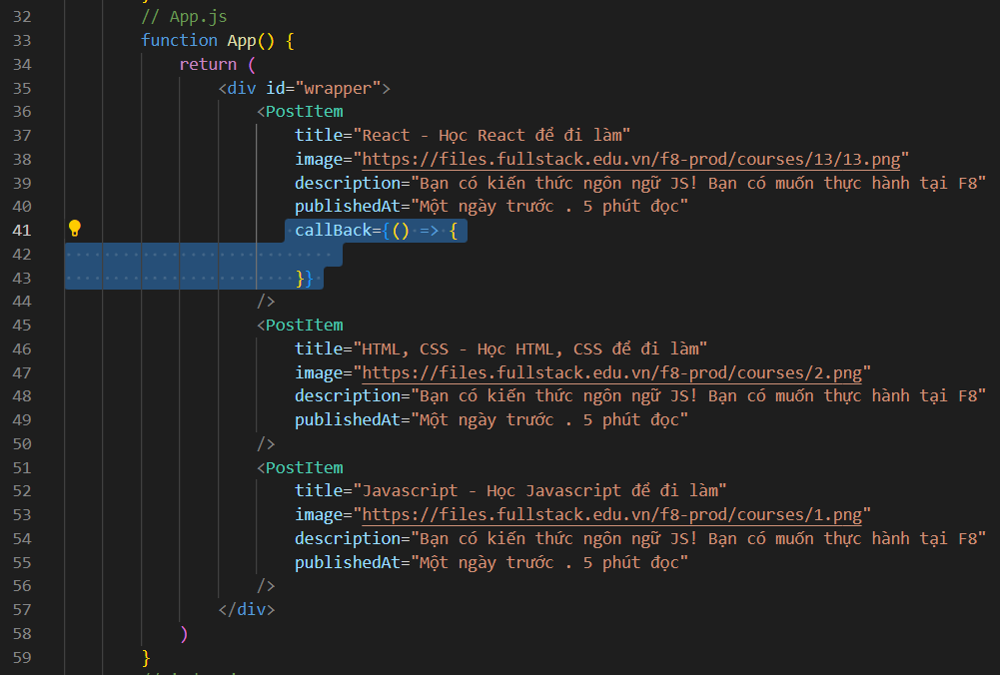 32 // App.js
33 function App() {
34 return (
35 <div id="wrapper">
36 <PostItem
37 title="React - Học React để đi làm"
38 image="https://files.fullstack.edu.vn/f8-prod/courses/13/13.png"
39 description="Bạn có kiến thức ngôn ngữ JS! Bạn có muốn thực hành tại F8"
40 publishedAt="Một ngày trước . 5 phút đọc"
41 callBack={() => {
42
43 }}
44 />
45 <PostItem
46 title="HTML, CSS - Học HTML, CSS để đi làm"
47 image="https://files.fullstack.edu.vn/f8-prod/courses/2.png"
48 description="Bạn có kiến thức ngôn ngữ JS! Bạn có muốn thực hành tại F8"
49 publishedAt="Một ngày trước . 5 phút đọc"
50 />
51 <PostItem
52 title="Javascript - Học Javascript để đi làm"
53 image="https://files.fullstack.edu.vn/f8-prod/courses/1.png"
54 description="Bạn có kiến thức ngôn ngữ JS! Bạn có muốn thực hành tại F8"
55 publishedAt="Một ngày trước . 5 phút đọc"
56 />
57 </div>
58 )
59 }